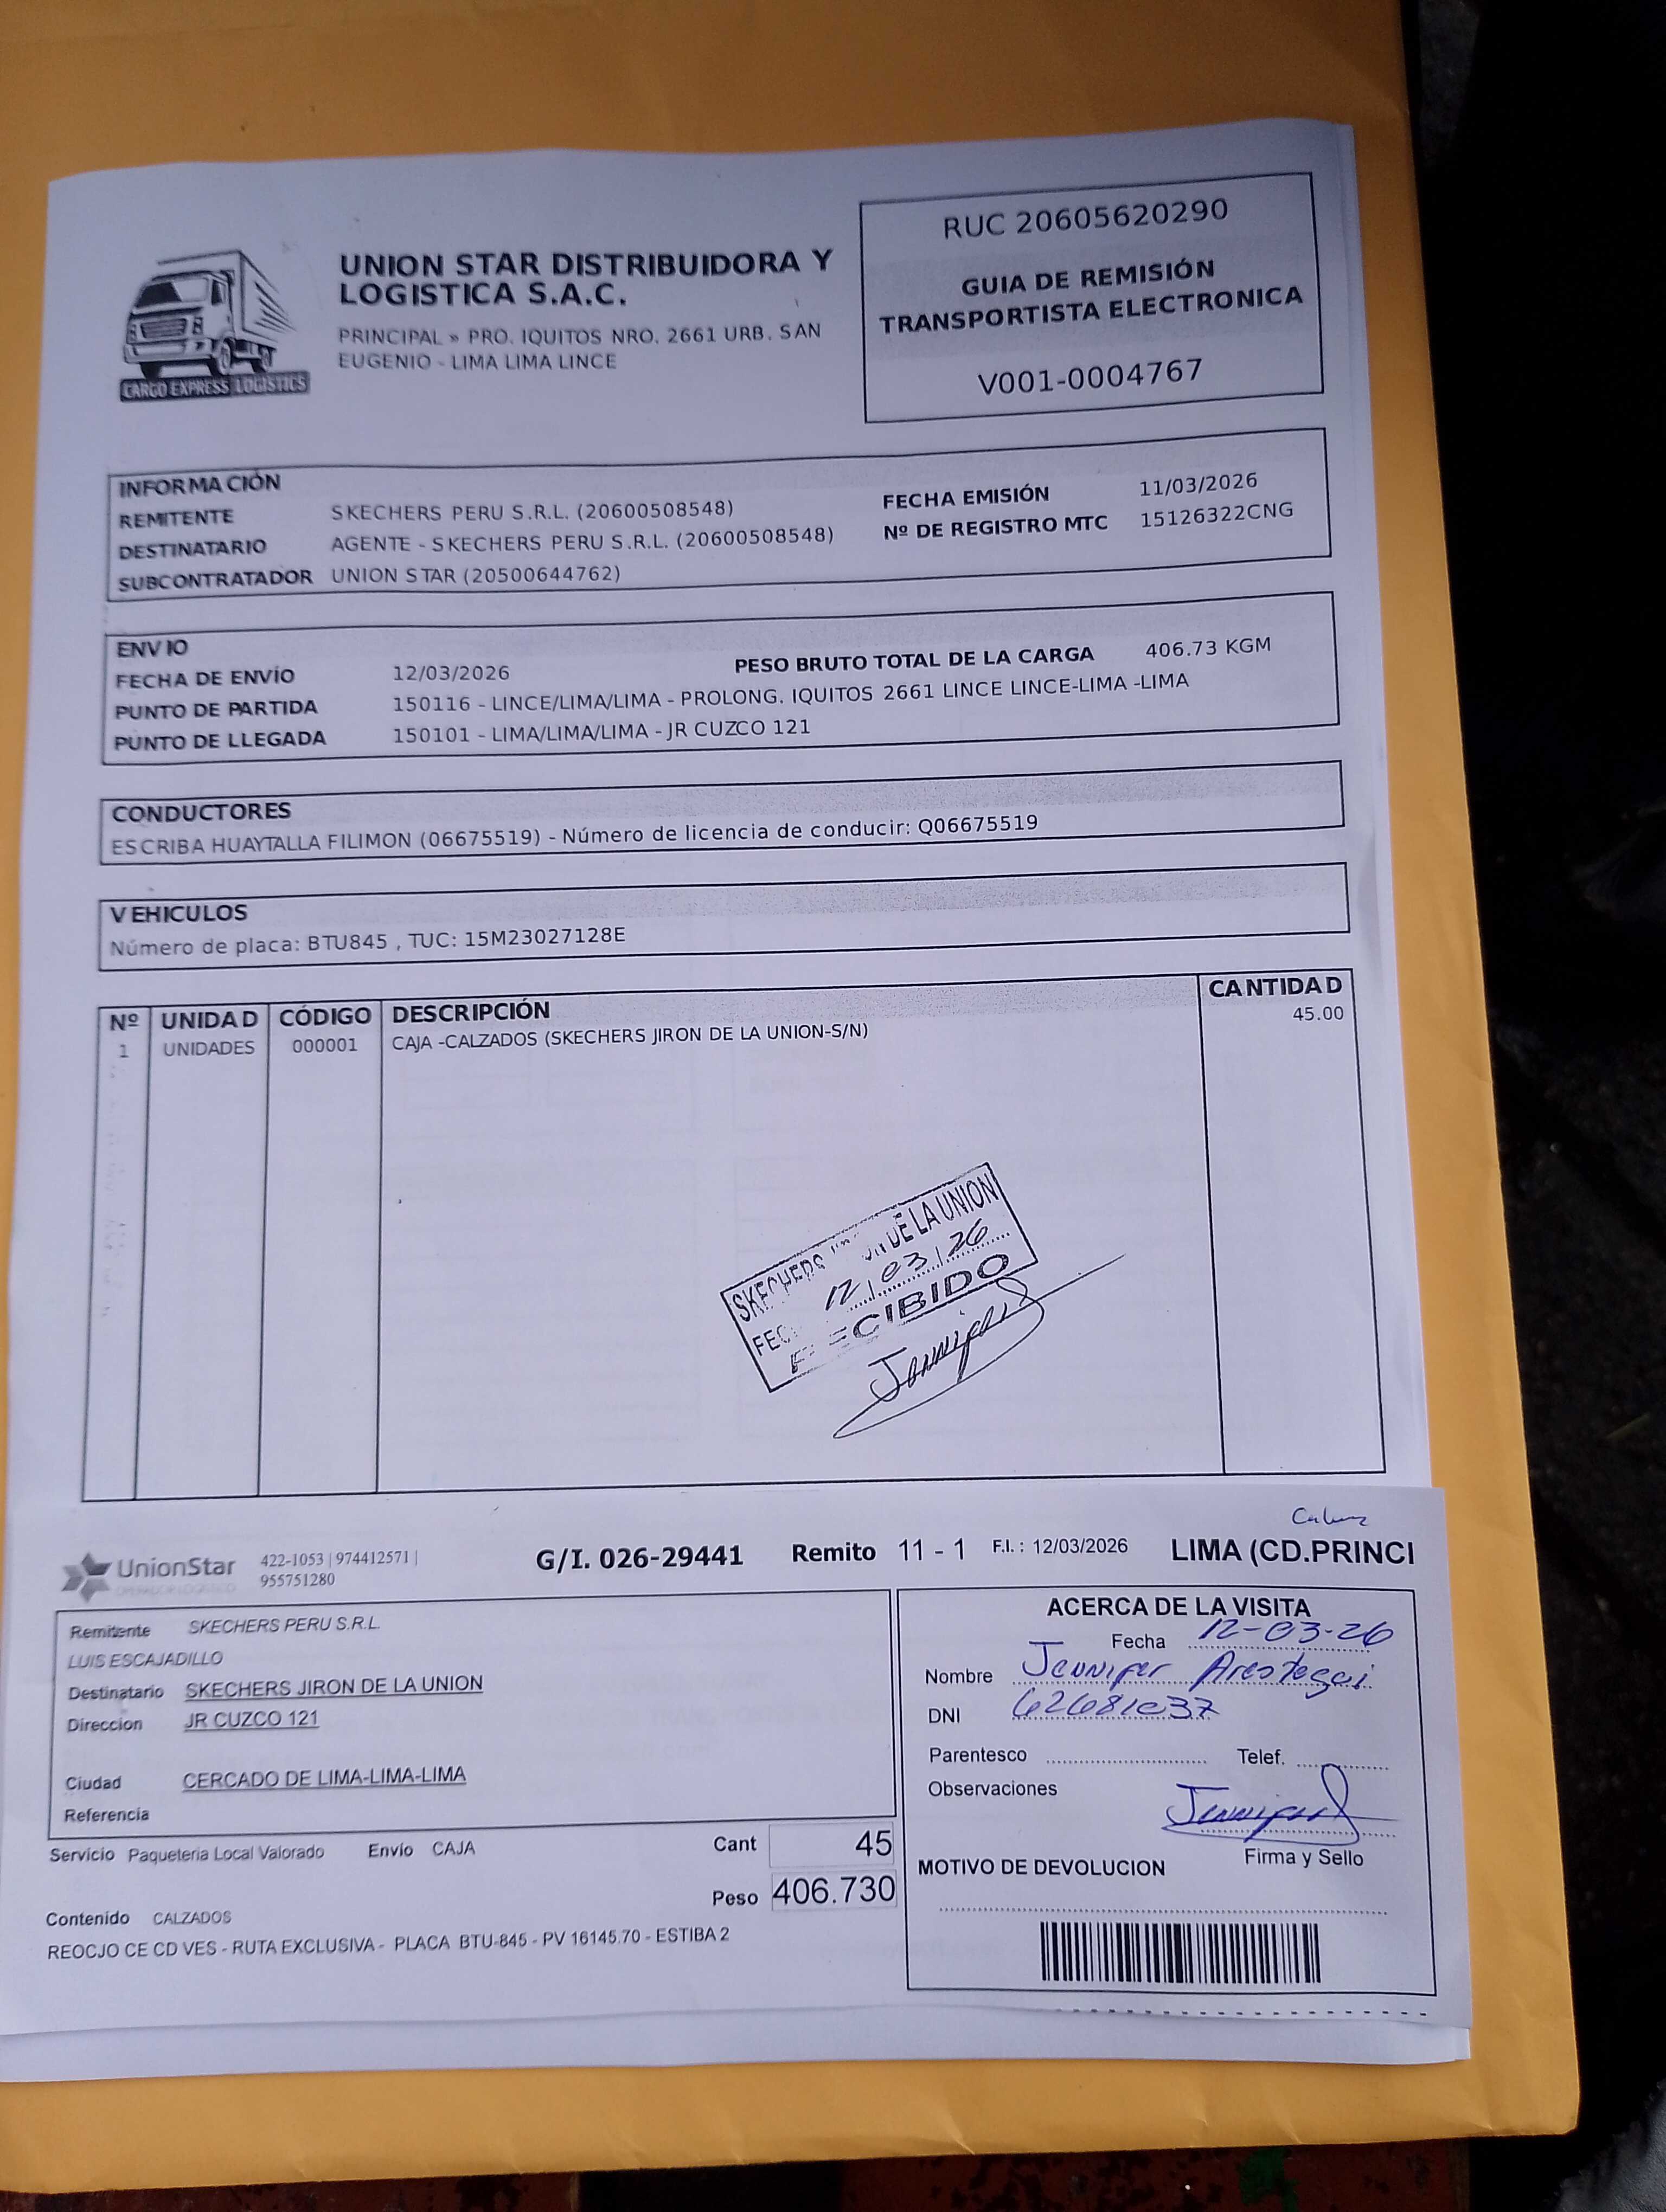 UNION STAR DISTRIBUIDORA Y
LOGISTICA S.A.C.
PRINCIPAL » PRO. IQUITOS NRO. 2661 URB. SAN
EUGENIO - LIMA LIMA LINCE
CARGO EXPRESS LOGISTICS
RUC 20605620290
GUIA DE REMISIÓN
TRANSPORTISTA ELECTRONICA
V001-0004767
INFORMACIÓN
REMITENTE SKECHERS PERU S.R.L. (20600508548)
DESTINATARIO AGENTE - SKECHERS PERU S.R.L. (20600508548)
SUBCONTRATADOR UNION STAR (20500644762)
FECHA EMISIÓN 11/03/2026
Nº DE REGISTRO MTC 15126322CNG
ENVIO
FECHA DE ENVÍO 12/03/2026 PESO BRUTO TOTAL DE LA CARGA 406.73 KGM
PUNTO DE PARTIDA 150116 - LINCE/LIMA/LIMA - PROLONG. IQUITOS 2661 LINCE LINCE-LIMA -LIMA
PUNTO DE LLEGADA 150101 - LIMA/LIMA/LIMA - JR CUZCO 121
CONDUCTORES
ESCRIBA HUAYTALLA FILIMON (06675519) - Número de licencia de conducir: Q06675519
VEHICULOS
Número de placa: BTU845 , TUC: 15M23027128E
Nº UNIDAD CÓDIGO DESCRIPCIÓN CANTIDAD
1 UNIDADES 000001 CAJA -CALZADOS (SKECHERS JIRON DE LA UNION-S/N) 45.00
SKECHERS DE LA UNION
12/03/26
RECIBIDO
UnionStar
OPERADOR LOGISTICO
422-1053 | 974412571 |
955751280
G/I. 026-29441 Remito 11 - 1 F.I. : 12/03/2026 LIMA (CD.PRINCI
Remitente SKECHERS PERU S.R.L.
LUIS ESCAJADILLO
Destinatario SKECHERS JIRON DE LA UNION
Direccion JR CUZCO 121
Ciudad CERCADO DE LIMA-LIMA-LIMA
Referencia
Servicio Paqueteria Local Valorado Envío CAJA Cant 45
Peso 406.730
Contenido CALZADOS
REOCJO CE CD VES - RUTA EXCLUSIVA - PLACA BTU-845 - PV 16145.70 - ESTIBA 2
ACERCA DE LA VISITA
Fecha 12-03-26
Nombre Jennifer Arostegui
DNI
Parentesco Telef.
Observaciones
Firma y Sello
MOTIVO DE DEVOLUCION